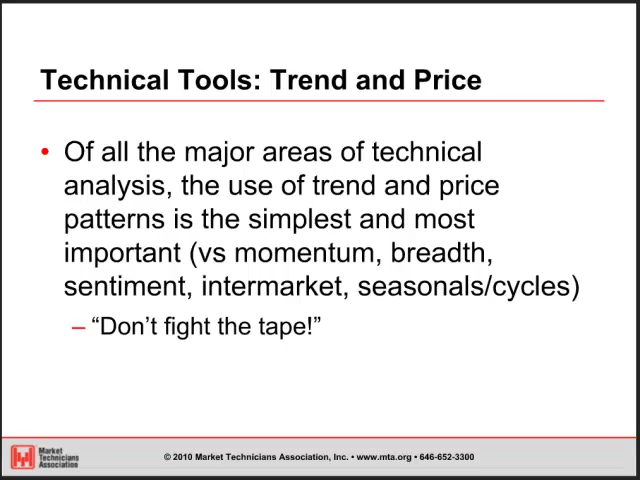 Technical Tools: Trend and Price
• Of all the major areas of technical
analysis, the use of trend and price
patterns is the simplest and most
important (vs momentum, breadth,
sentiment, intermarket, seasonals/cycles)
– “Don’t fight the tape!”
Market
Technicians
Association
© 2010 Market Technicians Association, Inc. • www.mta.org • 646-652-3300